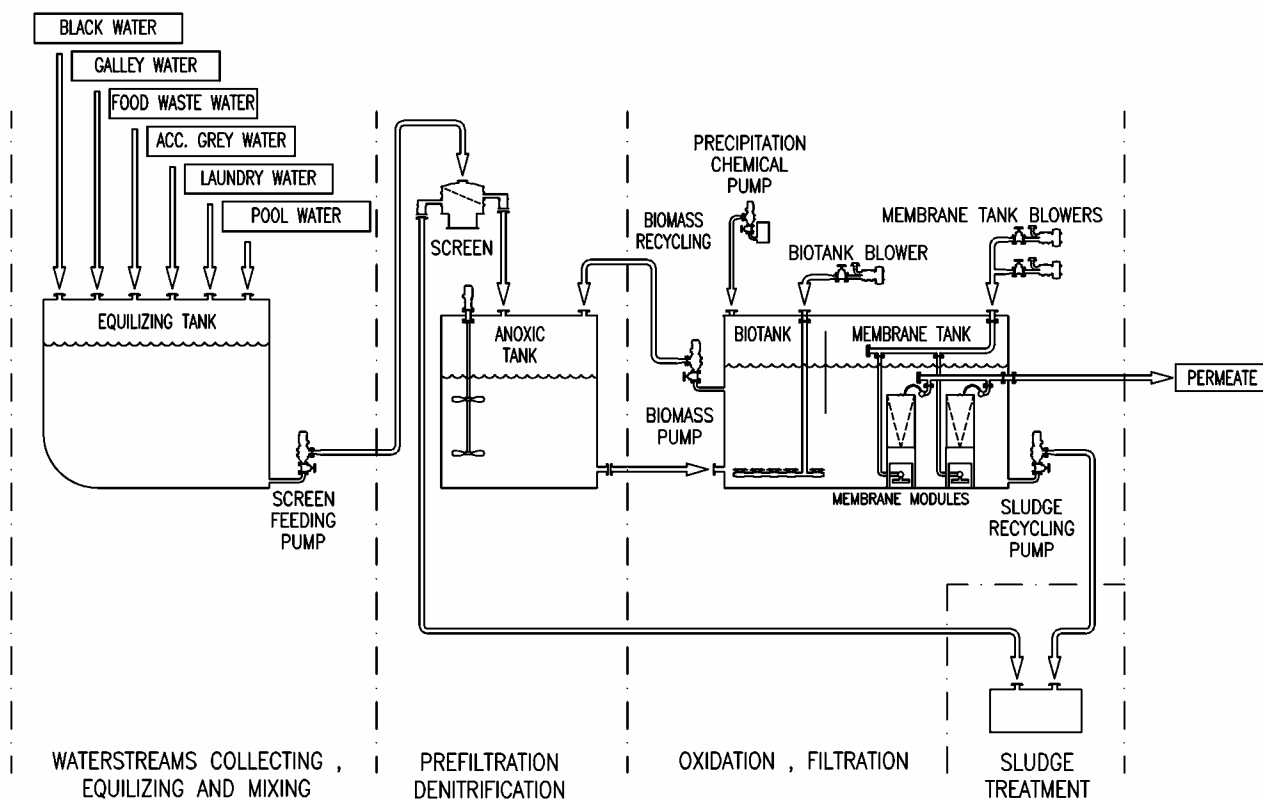 BLACK WATER
GALLEY WATER
FOOD WASTE WATER
ACC. GREY WATER
LAUNDRY WATER
POOL WATER
EQUILIZING TANK
SCREEN
FEEDING
PUMP
SCREEN
ANOXIC
TANK
BIOMASS
RECYCLING
PRECIPITATION
CHEMICAL
PUMP
BIOTANK BLOWER
MEMBRANE TANK BLOWERS
BIOTANK
MEMBRANE TANK
BIOMASS
PUMP
MEMBRANE MODULES
PERMEATE
SLUDGE
RECYCLING
PUMP
WATERSTREAMS COLLECTING ,
EQUILIZING AND MIXING
PREFILTRATION
DENITRIFICATION
OXIDATION , FILTRATION
SLUDGE
TREATMENT